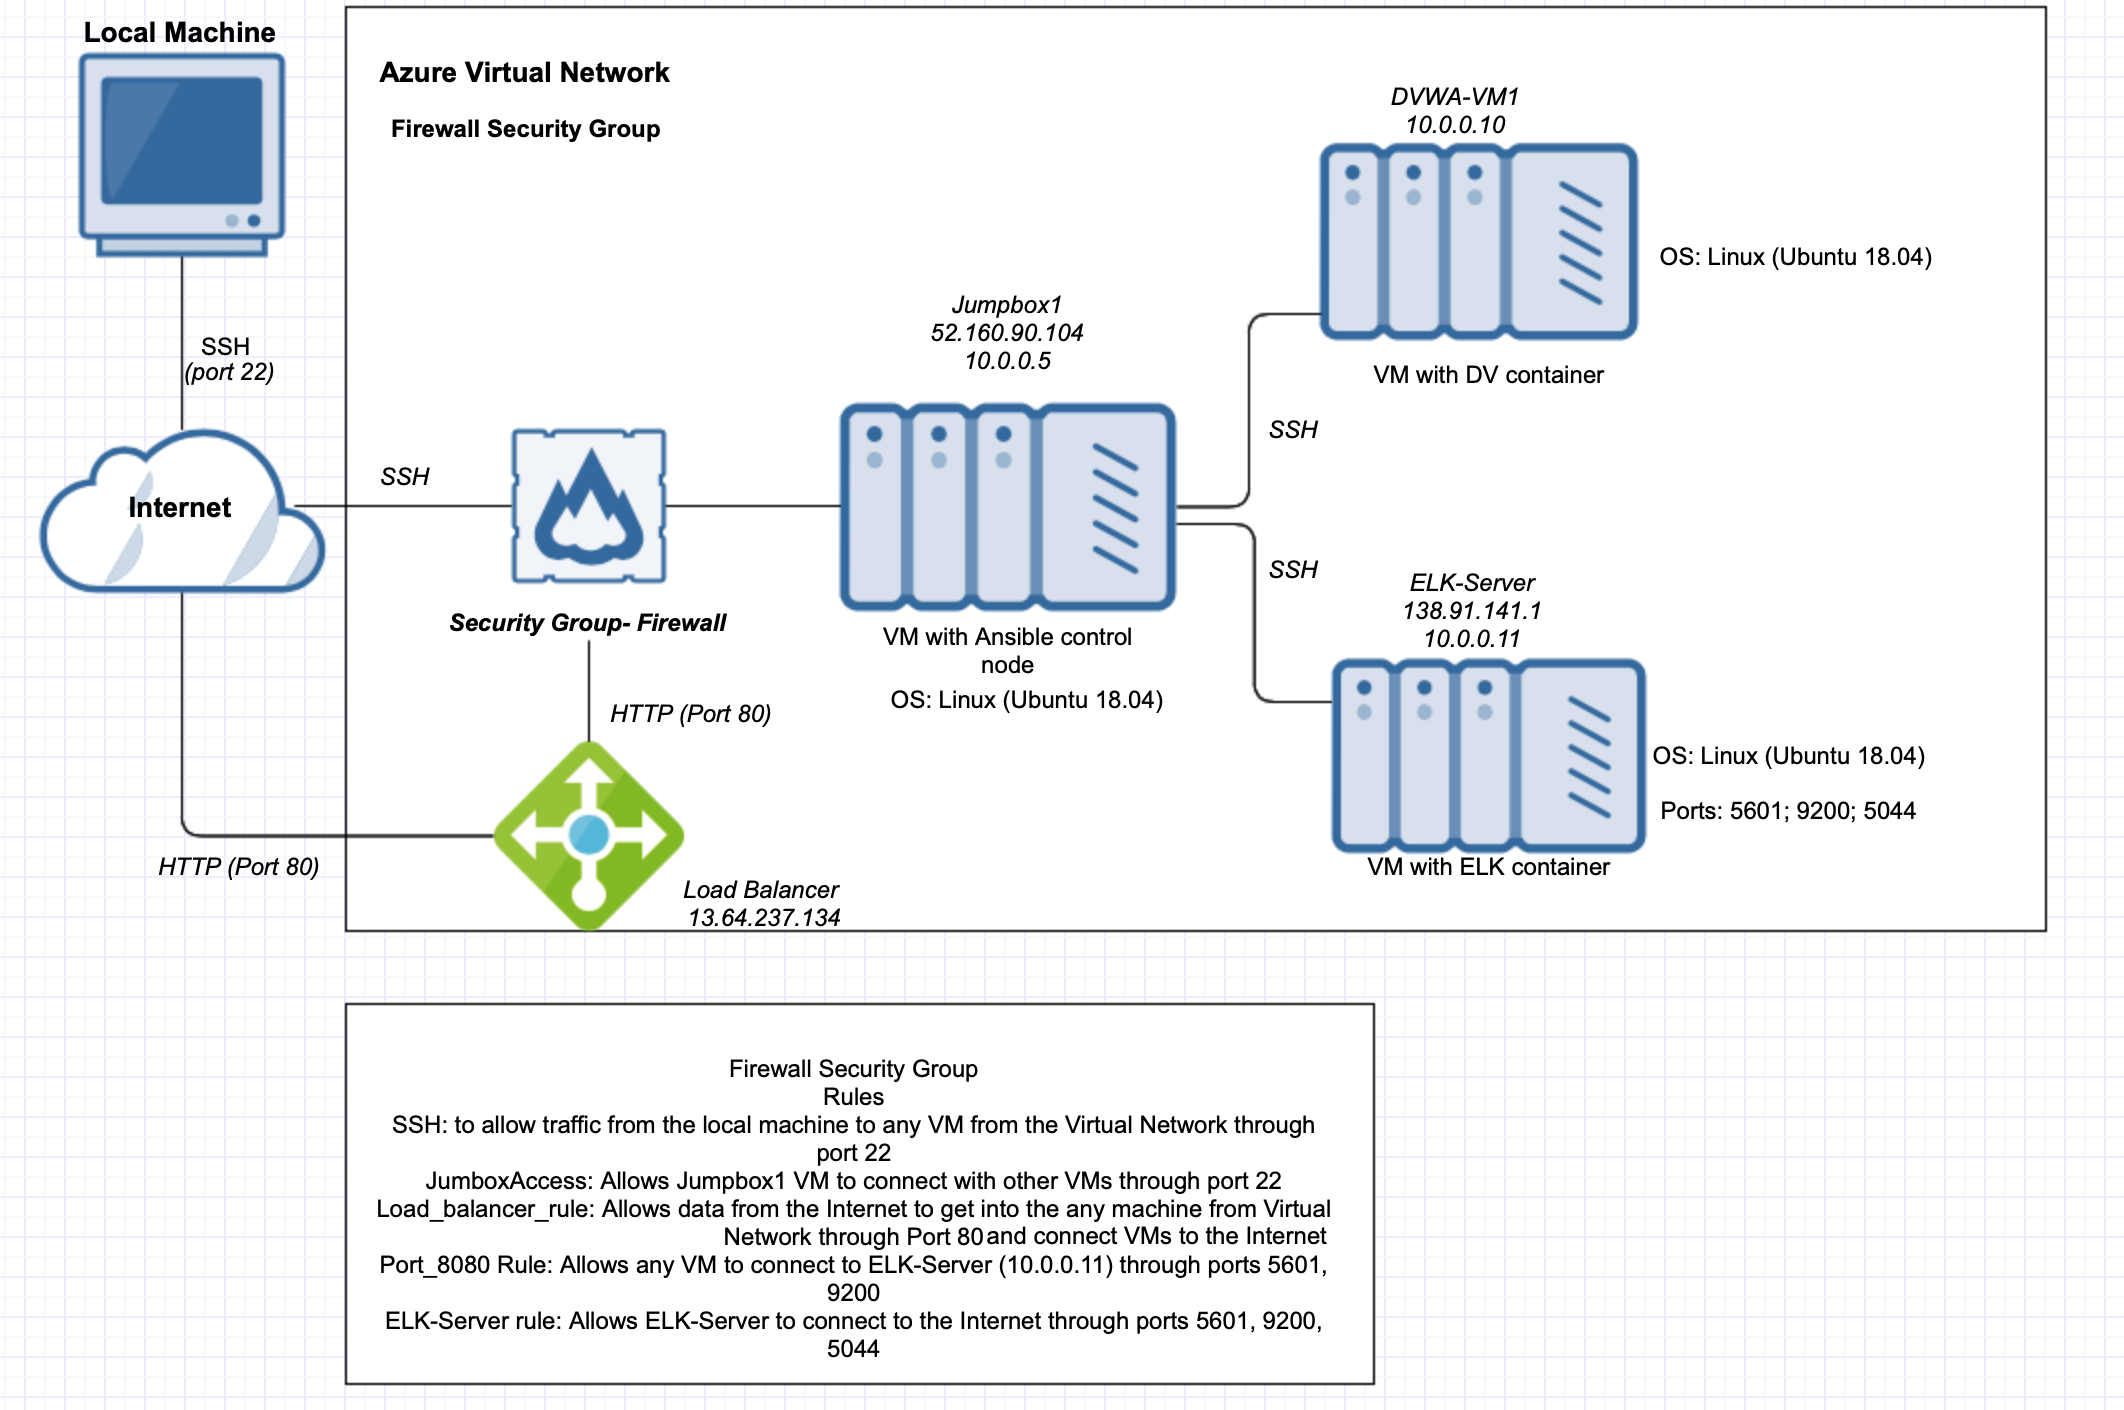 Local Machine
Azure Virtual Network
Firewall Security Group
DVWA-VM1
10.0.0.10
OS: Linux (Ubuntu 18.04)
VM with DV container
SSH
(port 22)
Jumpbox1
52.160.90.104
10.0.0.5
SSH
Internet
SSH
SSH
ELK-Server
138.91.141.1
10.0.0.11
Security Group- Firewall
VM with Ansible control
node
OS: Linux (Ubuntu 18.04)
HTTP (Port 80)
OS: Linux (Ubuntu 18.04)
Ports: 5601; 9200; 5044
VM with ELK container
HTTP (Port 80)
Load Balancer
13.64.237.134
Firewall Security Group
Rules
SSH: to allow traffic from the local machine to any VM from the Virtual Network through
port 22
JumboxAccess: Allows Jumpbox1 VM to connect with other VMs through port 22
Load_balancer_rule: Allows data from the Internet to get into the any machine from Virtual
Network through Port 80 and connect VMs to the Internet
Port_8080 Rule: Allows any VM to connect to ELK-Server (10.0.0.11) through ports 5601,
9200
ELK-Server rule: Allows ELK-Server to connect to the Internet through ports 5601, 9200,
5044